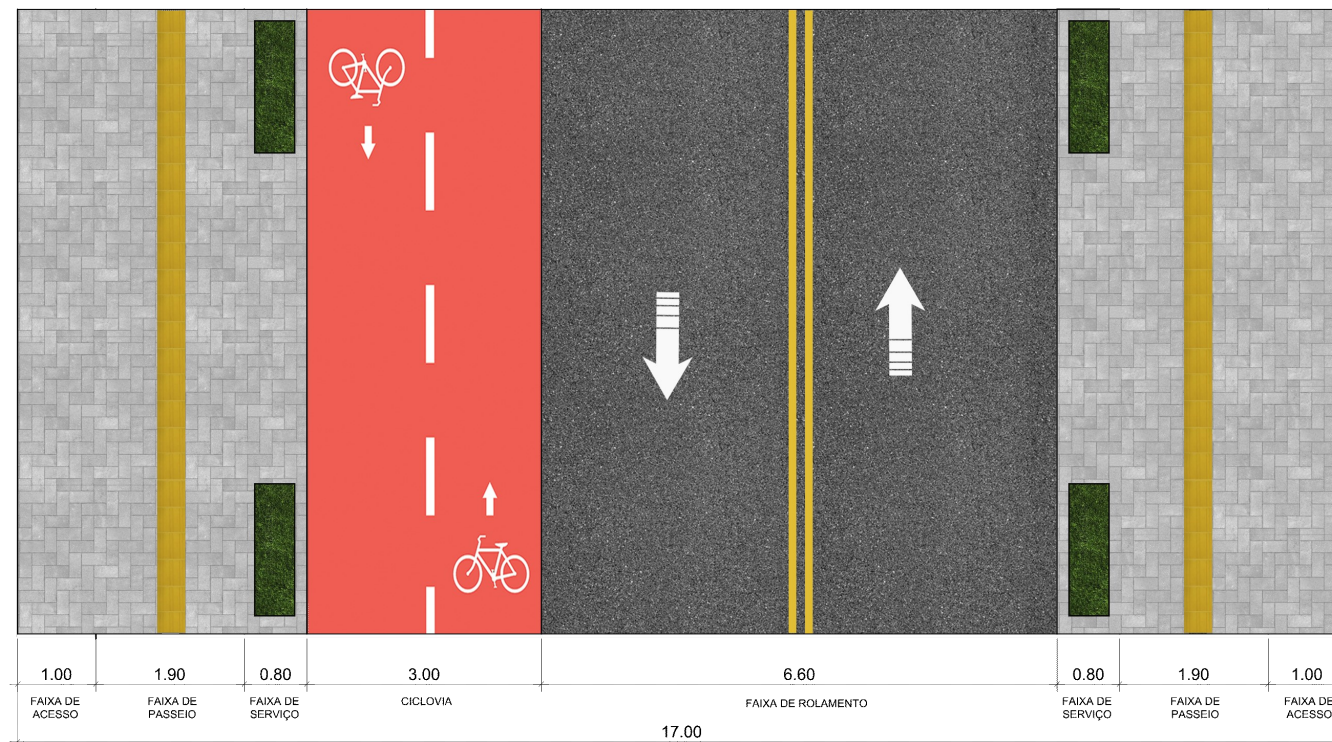 1.00 1.90 0.80 3.00 6.60 0.80 1.90 1.00
FAIXA DE
ACESSO
FAIXA DE
PASSEIO
FAIXA DE
SERVIÇO
CICLOVIA
FAIXA DE ROLAMENTO
FAIXA DE
SERVIÇO
FAIXA DE
PASSEIO
FAIXA DE
ACESSO
17.00